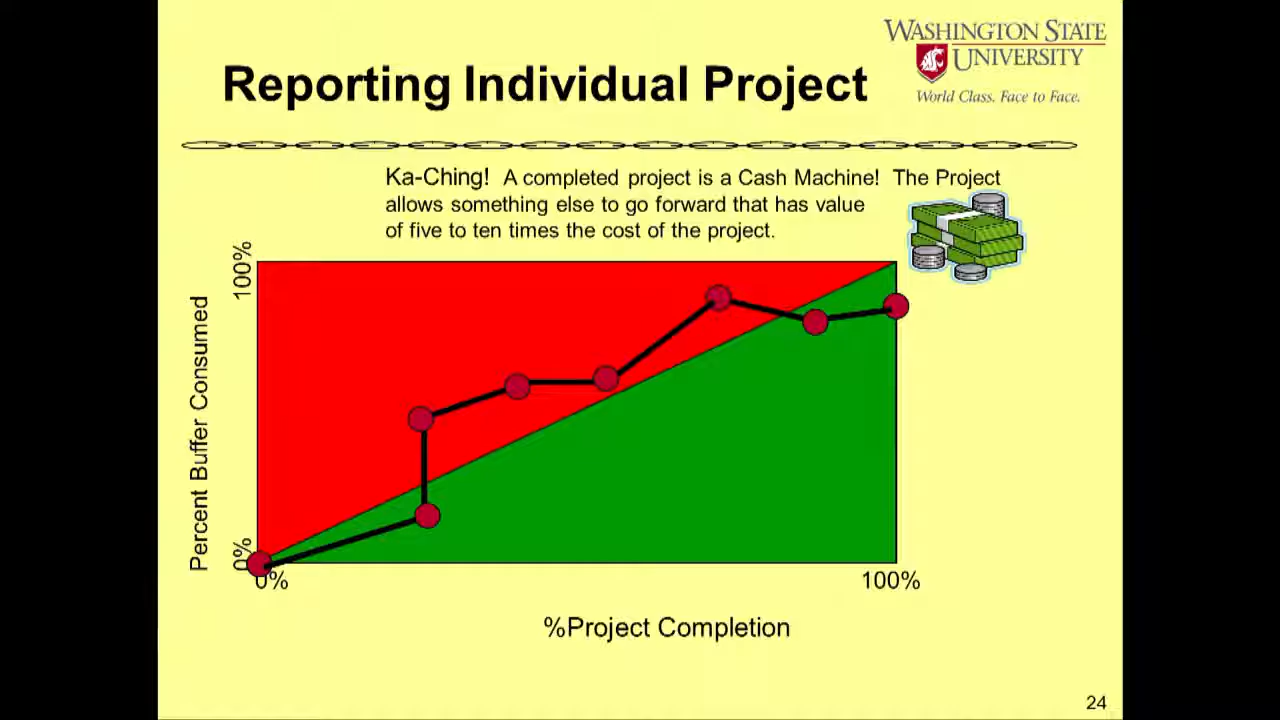 WASHINGTON STATE
UNIVERSITY
World Class. Face to Face.
Reporting Individual Project
Ka-Ching! A completed project is a Cash Machine! The Project
allows something else to go forward that has value
of five to ten times the cost of the project.
100%
Percent Buffer Consumed
0%
0%
100%
%Project Completion
24